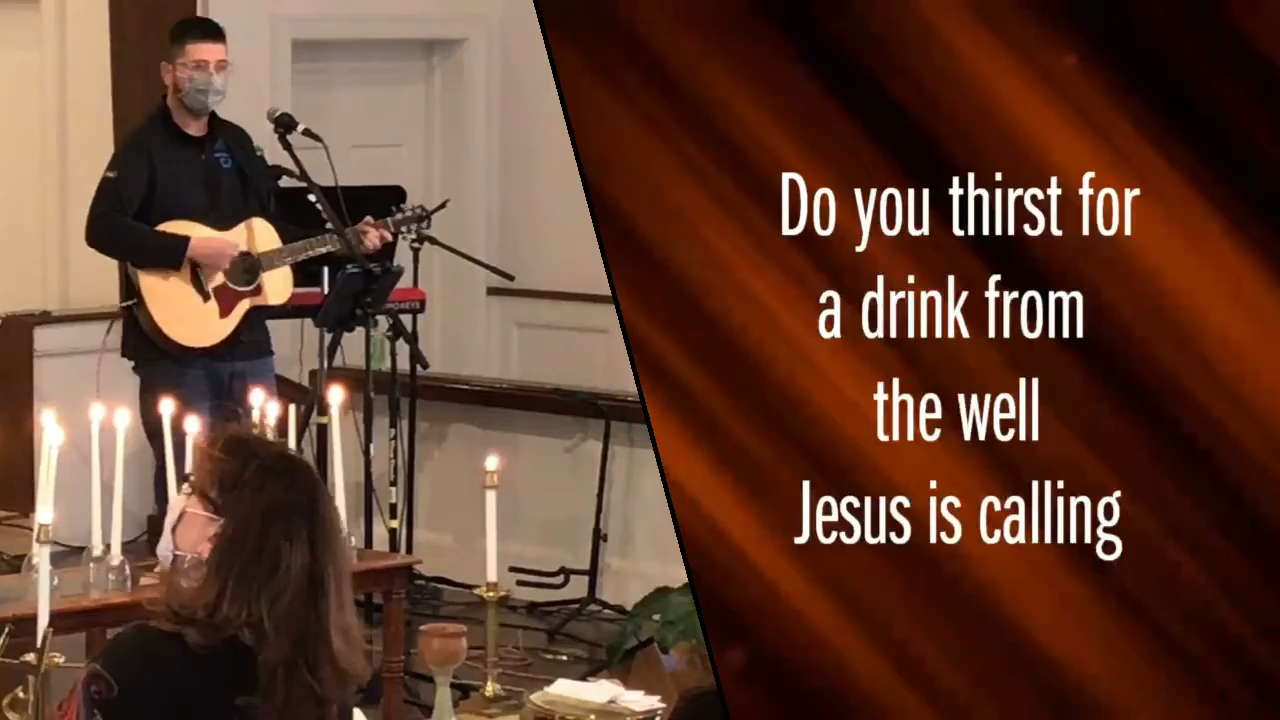 Do you thirst for
a drink from
the well
Jesus is calling